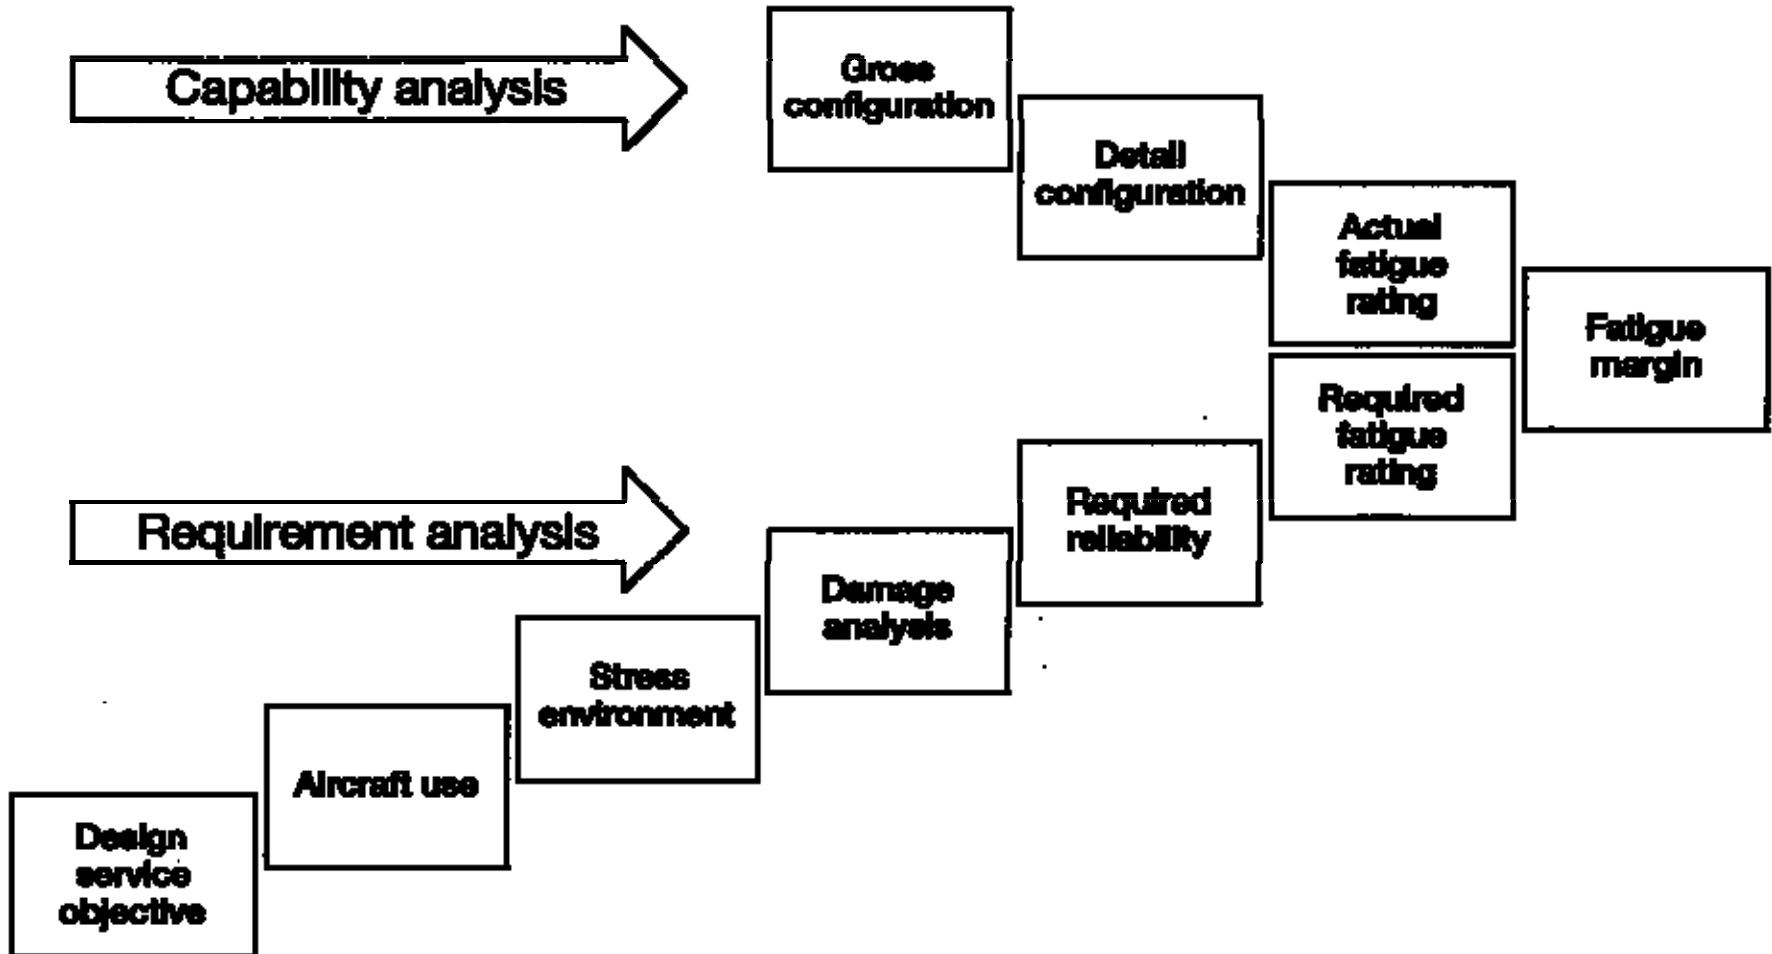 Capability analysis
Gross
configuration
Detail
configuration
Actual
fatigue
rating
Fatigue
margin
Required
fatigue
rating
Requirement analysis
Required
reliability
Damage
analysis
Stress
environment
Aircraft use
Design
service
objective